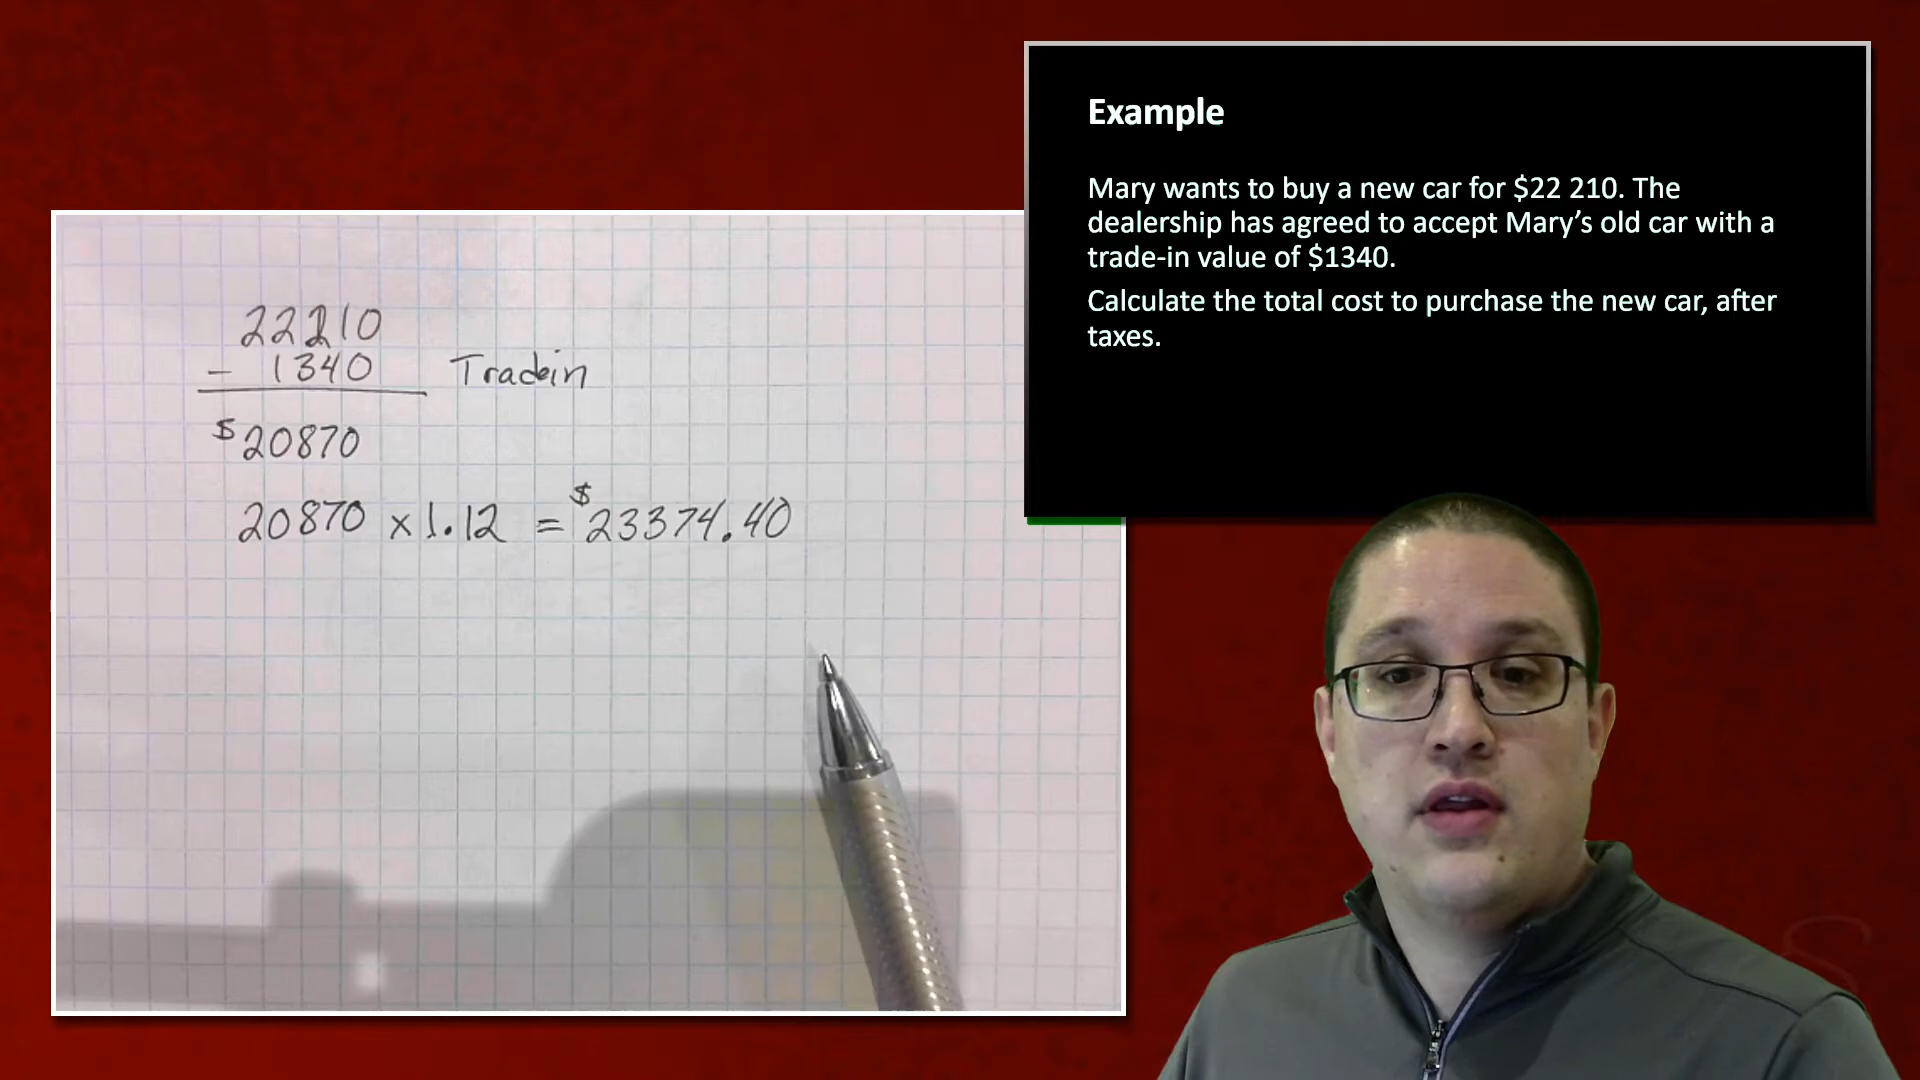 Example
Mary wants to buy a new car for $22 210. The
dealership has agreed to accept Mary’s old car with a
trade-in value of $1340.
Calculate the total cost to purchase the new car, after
taxes.
22210
- 1340 Tradein
$20870
20870 x 1.12 = $23374.40